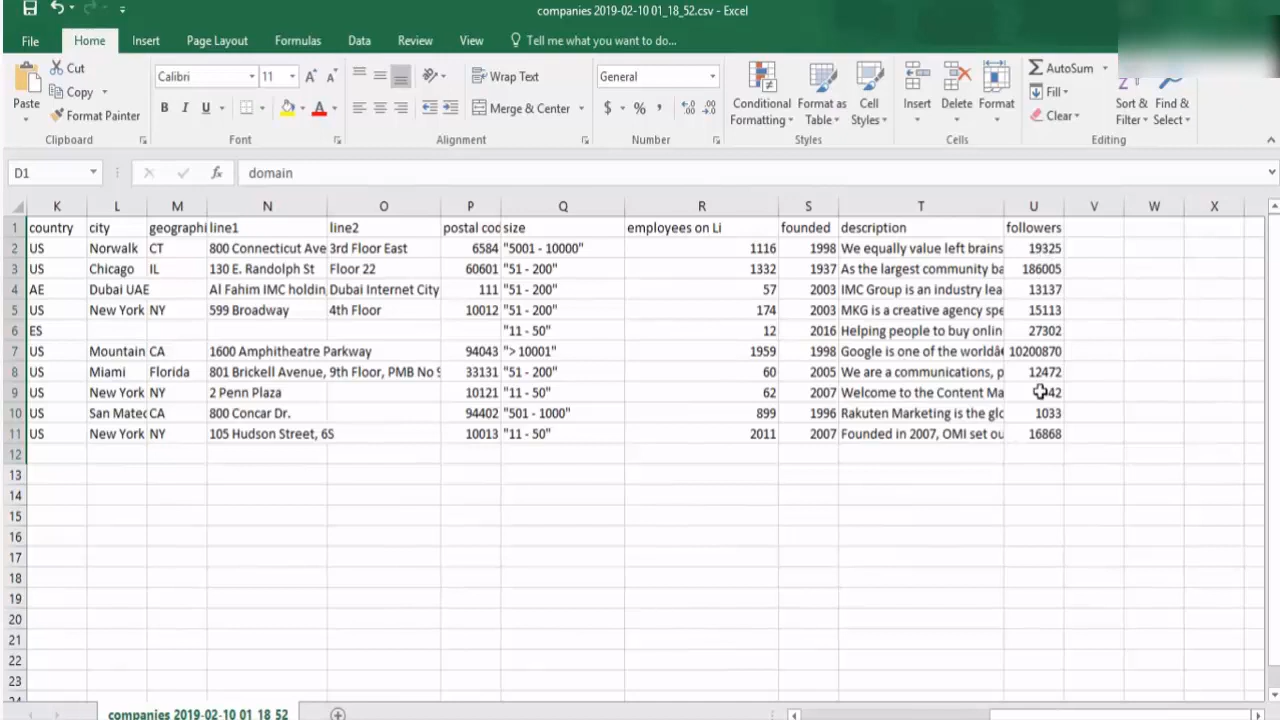 companies 2019-02-10 01_18_52.csv - Excel
File Home Insert Page Layout Formulas Data Review View Tell me what you want to do...
Cut
Copy
Format Painter
Paste
Calibri 11
B I U A
Wrap Text
Merge & Center
General
$ % ,
Conditional Formatting
Format as Table
Cell Styles
Insert Delete Format
AutoSum
Fill
Clear
Sort & Filter
Find & Select
Clipboard Font Alignment Number Styles Cells Editing
D1 fx domain
K L M N O P Q R S T U V W X
1 country city geographi line1 line2 postal cod size employees on Li founded description followers
2 US Norwalk CT 800 Connecticut Ave 3rd Floor East 6584 "5001 - 10000" 1116 1998 We equally value left brains 19325
3 US Chicago IL 130 E. Randolph St Floor 22 60601 "51 - 200" 1332 1937 As the largest community ba 186005
4 AE Dubai UAE Al Fahim IMC holdin Dubai Internet City 111 "51 - 200" 57 2003 IMC Group is an industry lea 13137
5 US New York NY 599 Broadway 4th Floor 10012 "51 - 200" 174 2003 MKG is a creative agency spe 15113
6 ES "11 - 50" 12 2016 Helping people to buy onlin 27302
7 US Mountain CA 1600 Amphitheatre Parkway 94043 "> 10001" 1959 1998 Google is one of the worldâ€ 10200870
8 US Miami Florida 801 Brickell Avenue, 9th Floor, PMB No 9 33131 "51 - 200" 60 2005 We are a communications, p 12472
9 US New York NY 2 Penn Plaza 10121 "11 - 50" 62 2007 Welcome to the Content Ma 42
10 US San Matec CA 800 Concar Dr. 94402 "501 - 1000" 899 1996 Rakuten Marketing is the glo 1033
11 US New York NY 105 Hudson Street, 6S 10013 "11 - 50" 2011 2007 Founded in 2007, OMI set ou 16868
12
13
14
15
16
17
18
19
20
21
22
23
companies 2019-02-10 01_18_52